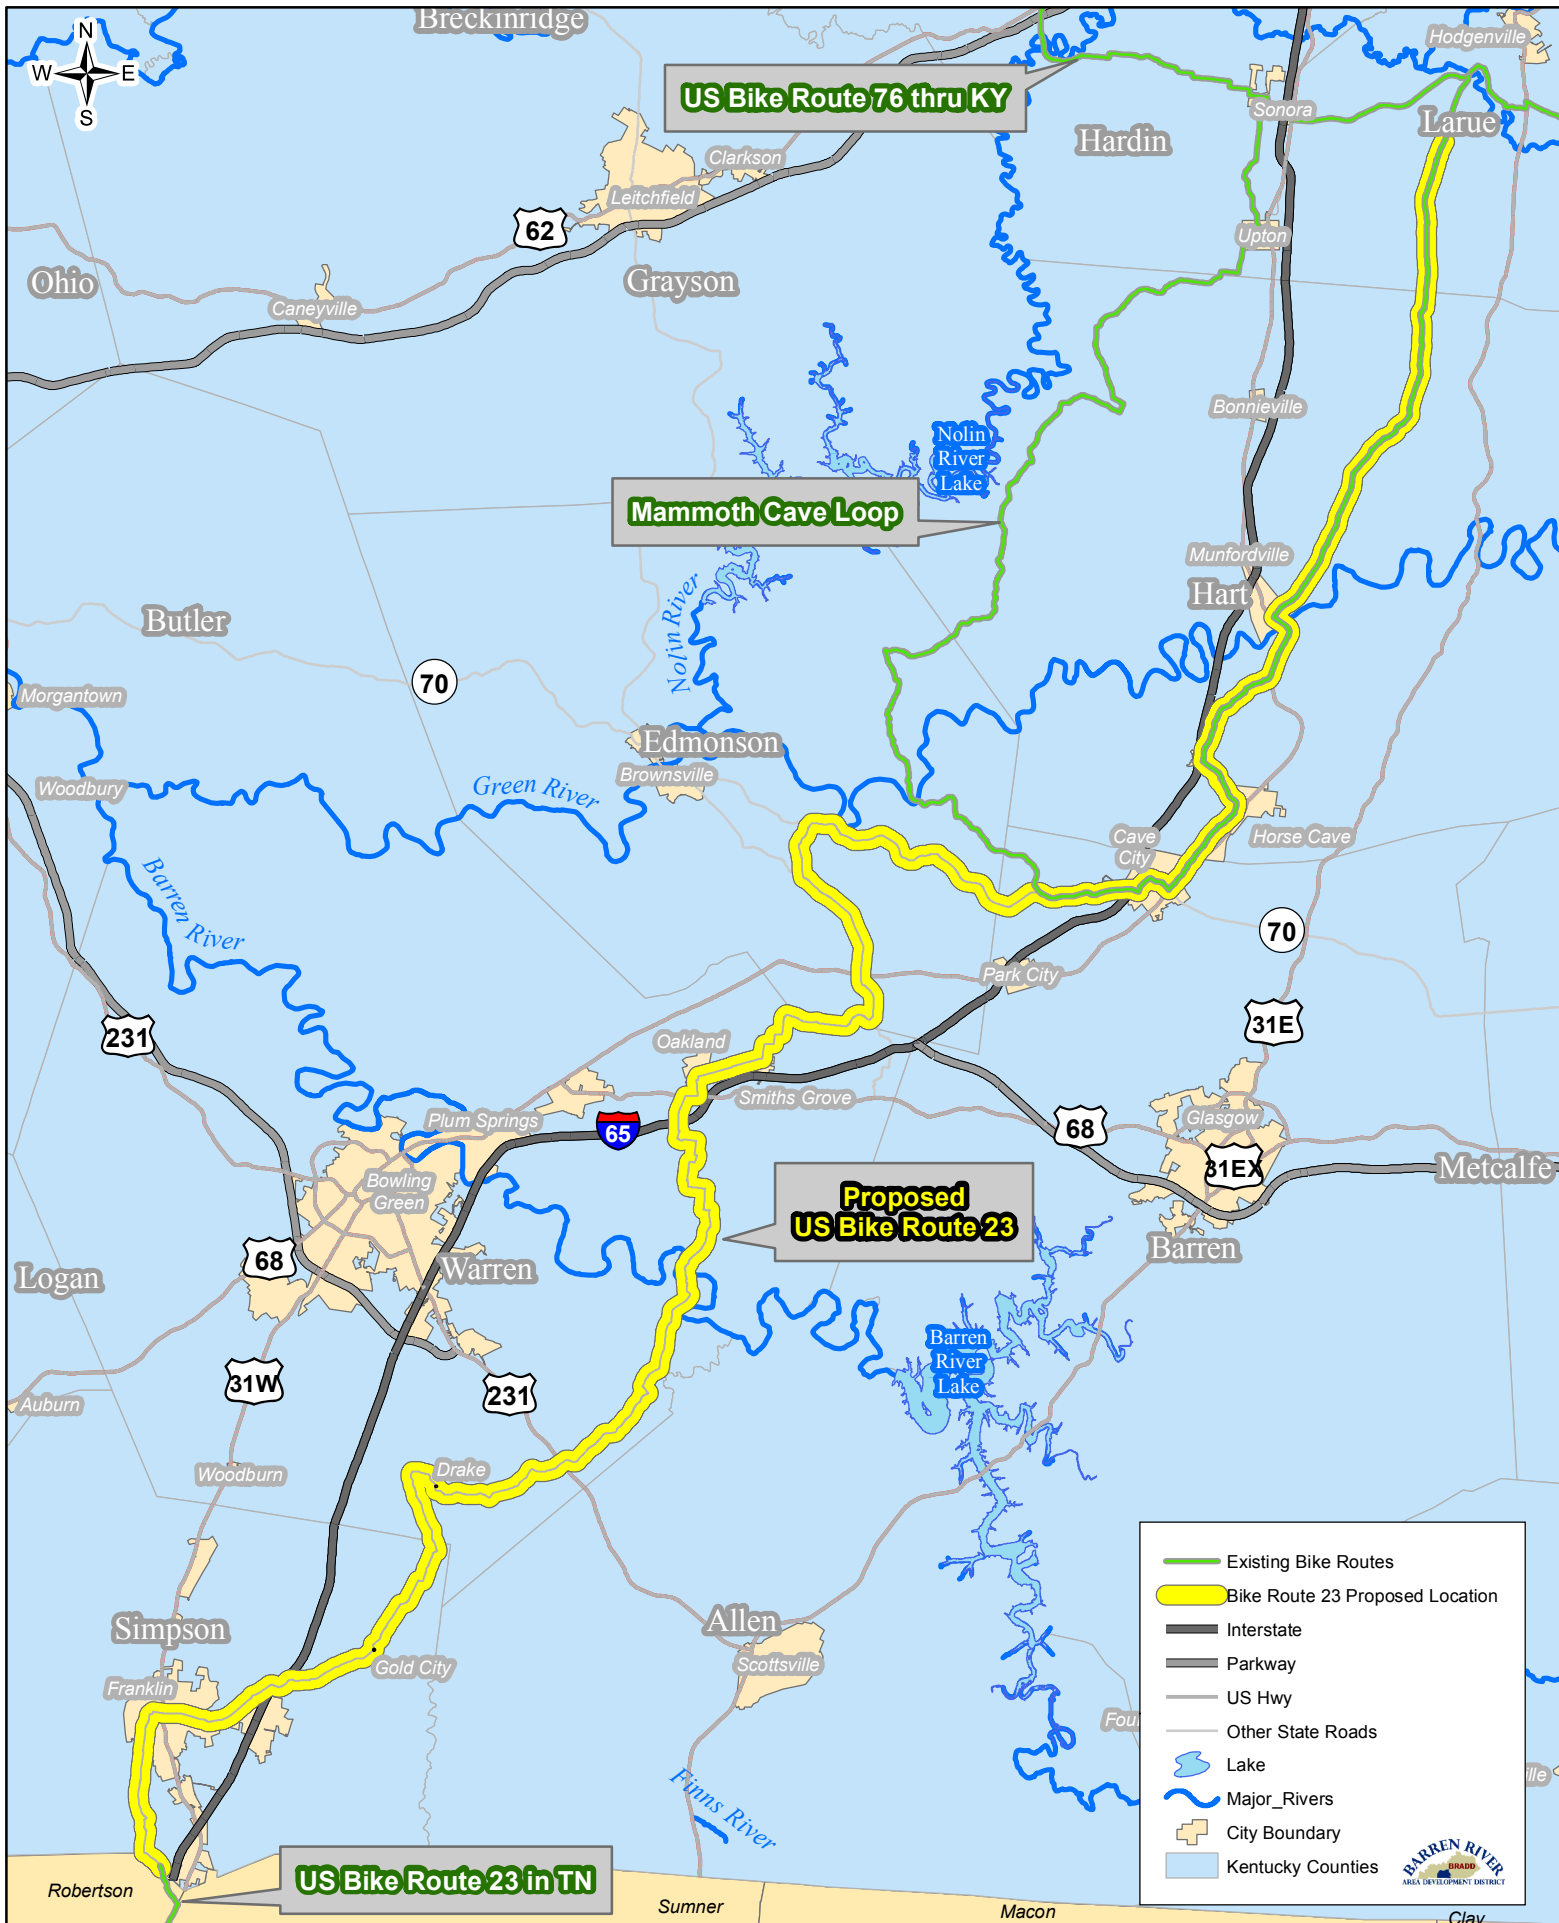 Breckinridge
N
W E
S
Hodgenville
US Bike Route 76 thru KY
Sonora
Larue
Hardin
Clarkson
Leitchfield
62
Upton
Ohio
Grayson
Caneyville
Bonnieville
Nolin
River
Lake
Mammoth Cave Loop
Munfordville
Hart
Butler
Nolin River
70
Morgantown
Edmonson
Brownsville
Woodbury
Green River
Cave
City
Horse Cave
Barren River
70
Park City
231
31E
Oakland
Smiths Grove
Plum Springs
65
68
Glasgow
31EX
Metcalfe
Bowling
Green
Proposed
US Bike Route 23
68
Warren
Barren
Logan
Barren
River
Lake
31W
231
Auburn
Drake
Woodburn
Simpson
Allen
Gold City
Scottsville
Franklin
Fou
ille
Finns River
US Bike Route 23 in TN
Robertson
Sumner
Macon
Clay
Existing Bike Routes
Bike Route 23 Proposed Location
Interstate
Parkway
US Hwy
Other State Roads
Lake
Major_Rivers
City Boundary
Kentucky Counties
BARREN RIVER
BRADD
AREA DEVELOPMENT DISTRICT